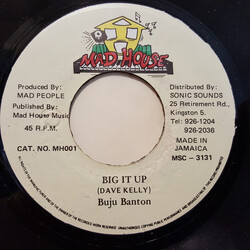 MAD HOUSE
Produced By:
MAD PEOPLE
Published By:
Mad House Music
45 R.P.M.
CAT. NO. MH001
Distributed By:
SONIC SOUNDS
25 Retirement Rd.,
Kingston 5.
Tel: 926-1204
926-2036
MADE IN
JAMAICA
MSC - 3131
BIG IT UP
(DAVE KELLY)
Buju Banton